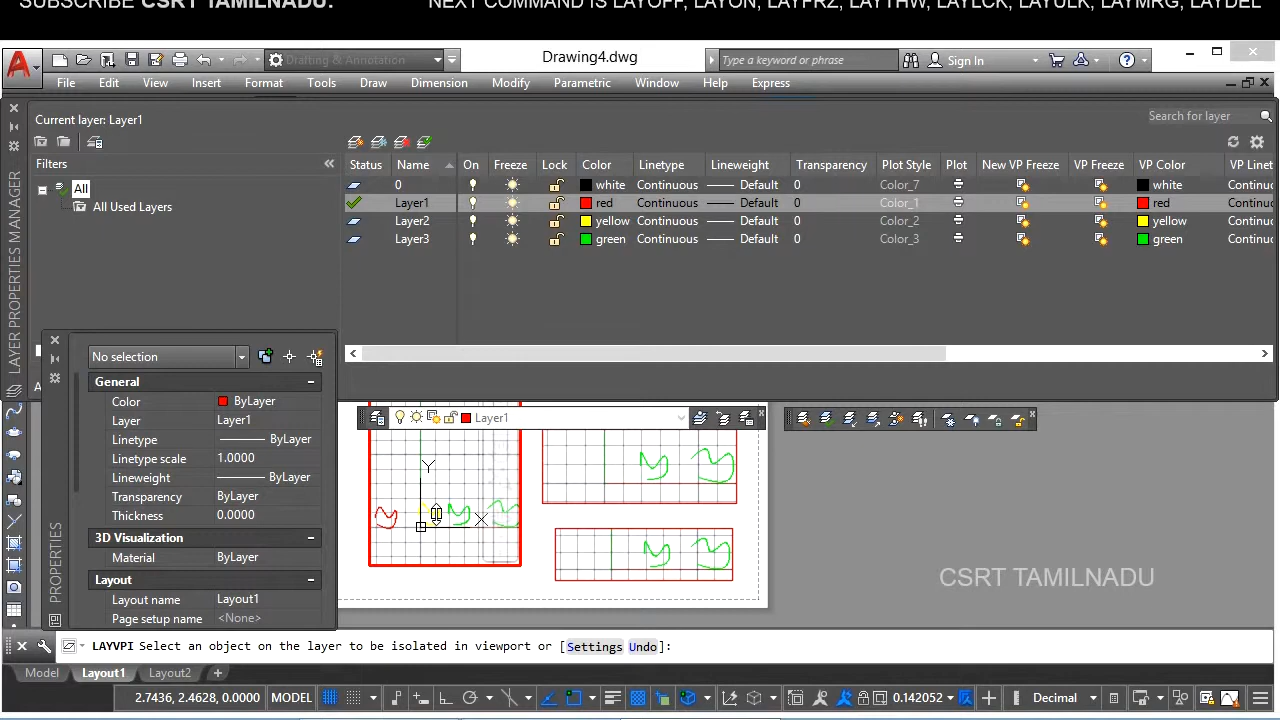 SUBSCRIBE CSRT TAMILNADU. NEXT COMMAND IS LAYOFF, LAYON, LAYFRZ, LAYTHW, LAYLCK, LAYULK, LAYMRG, LAYDEL
A Drafting & Annotation Drawing4.dwg Type a keyword or phrase Sign In
File Edit View Insert Format Tools Draw Dimension Modify Parametric Window Help Express
Current layer: Layer1 Search for layer
Filters All All Used Layers
Status Name On Freeze Lock Color Linetype Lineweight Transparency Plot Style Plot New VP Freeze VP Freeze VP Color VP Linet
0 white Continuous Default 0 Color_7 white Continuc
Layer1 red Continuous Default 0 Color_1 red Continuc
Layer2 yellow Continuous Default 0 Color_2 yellow Continuc
Layer3 green Continuous Default 0 Color_3 green Continuc
LAYER PROPERTIES MANAGER
No selection
General
Color ByLayer
Layer Layer1
Linetype ByLayer
Linetype scale 1.0000
Lineweight ByLayer
Transparency ByLayer
Thickness 0.0000
3D Visualization
Material ByLayer
Layout
Layout name Layout1
Page setup name <None>
PROPERTIES
Layer1
Y
X
CSRT TAMILNADU
LAYVPI Select an object on the layer to be isolated in viewport or [Settings Undo]:
Model Layout1 Layout2 +
2.7436, 2.4628, 0.0000 MODEL 0.142052 Decimal